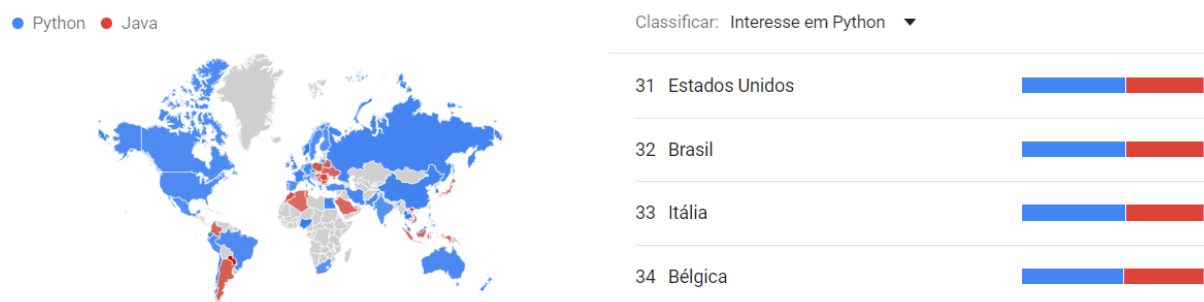 Python Java
Classificar: Interesse em Python
31 Estados Unidos
32 Brasil
33 Itália
34 Bélgica